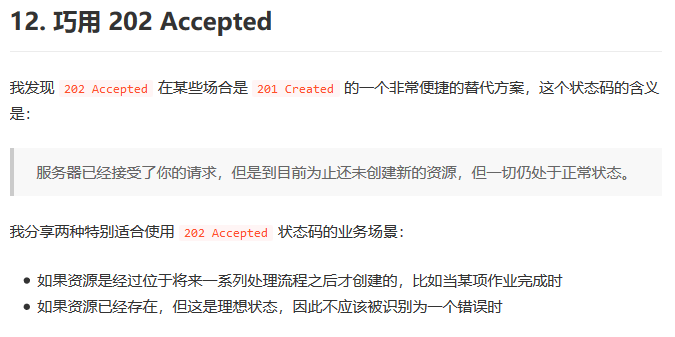 12. 巧用 202 Accepted
我发现 202 Accepted 在某些场合是 201 Created 的一个非常便捷的替代方案，这个状态码的含义
是：
服务器已经接受了你的请求，但是到目前为止还未创建新的资源，但一切仍处于正常状态。
我分享两种特别适合使用 202 Accepted 状态码的业务场景：
• 如果资源是经过位于将来一系列处理流程之后才创建的，比如当某项作业完成时
• 如果资源已经存在，但这是理想状态，因此不应该被识别为一个错误时